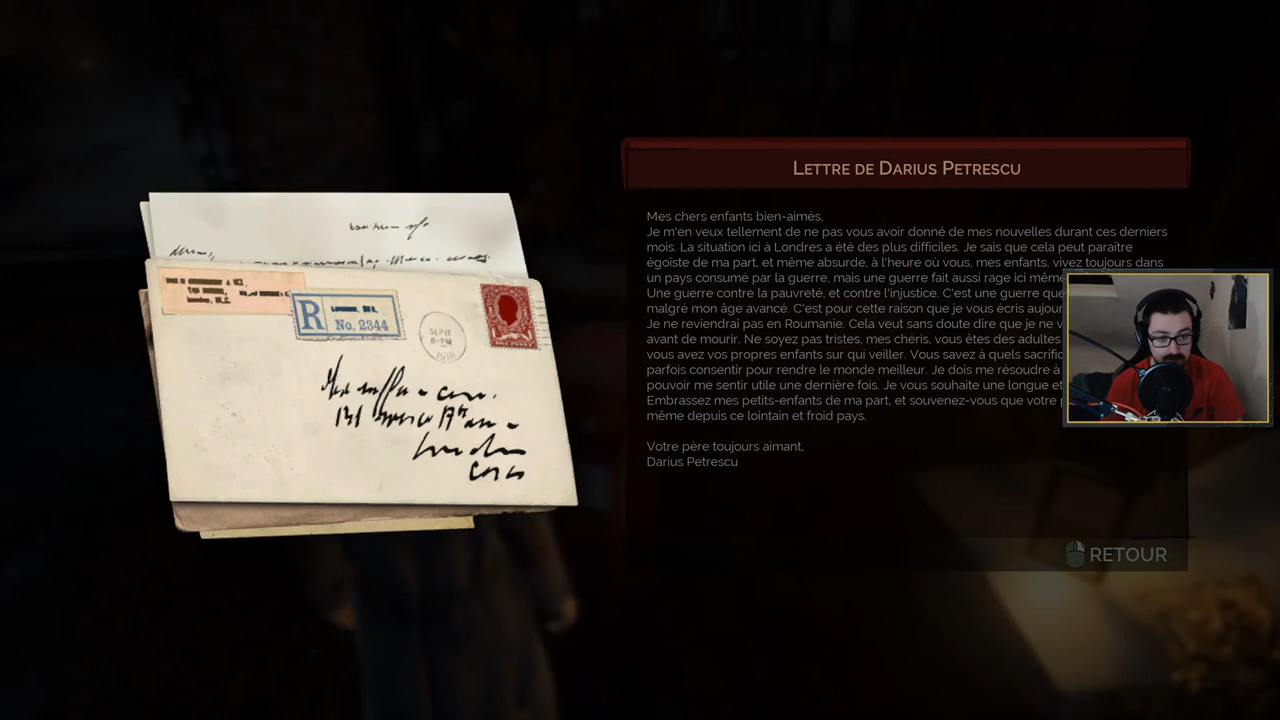 LETTRE DE DARIUS PETRESCU
Mes chers enfants bien-aimés,
Je m'en veux tellement de ne pas vous avoir donné de mes nouvelles durant ces derniers
mois. La situation ici à Londres a été des plus difficiles. Je sais que cela peut paraître
égoïste de ma part, et même absurde, à l'heure où vous, mes enfants, vivez toujours dans
un pays consumé par la guerre, mais une guerre fait aussi rage ici même
Une guerre contre la pauvreté, et contre l'injustice. C'est une guerre que
malgré mon âge avancé. C'est pour cette raison que je vous écris
Je ne reviendrai pas en Roumanie. Cela veut sans doute dire que je ne
avant de mourir. Ne soyez pas tristes, mes chéris, vous êtes des adultes
vous avez vos propres enfants sur qui veiller. Vous savez à quels
parfois consentir pour rendre le monde meilleur. Je dois me résoudre à
pouvoir me sentir utile une dernière fois. Je vous souhaite une longue et
Embrassez mes petits-enfants de ma part, et souvenez-vous que votre
même depuis ce lointain et froid pays.
Votre père toujours aimant,
Darius Petrescu
R
No. 2344
SEP 17
8-PM
1918
ONE PENNY
RETOUR